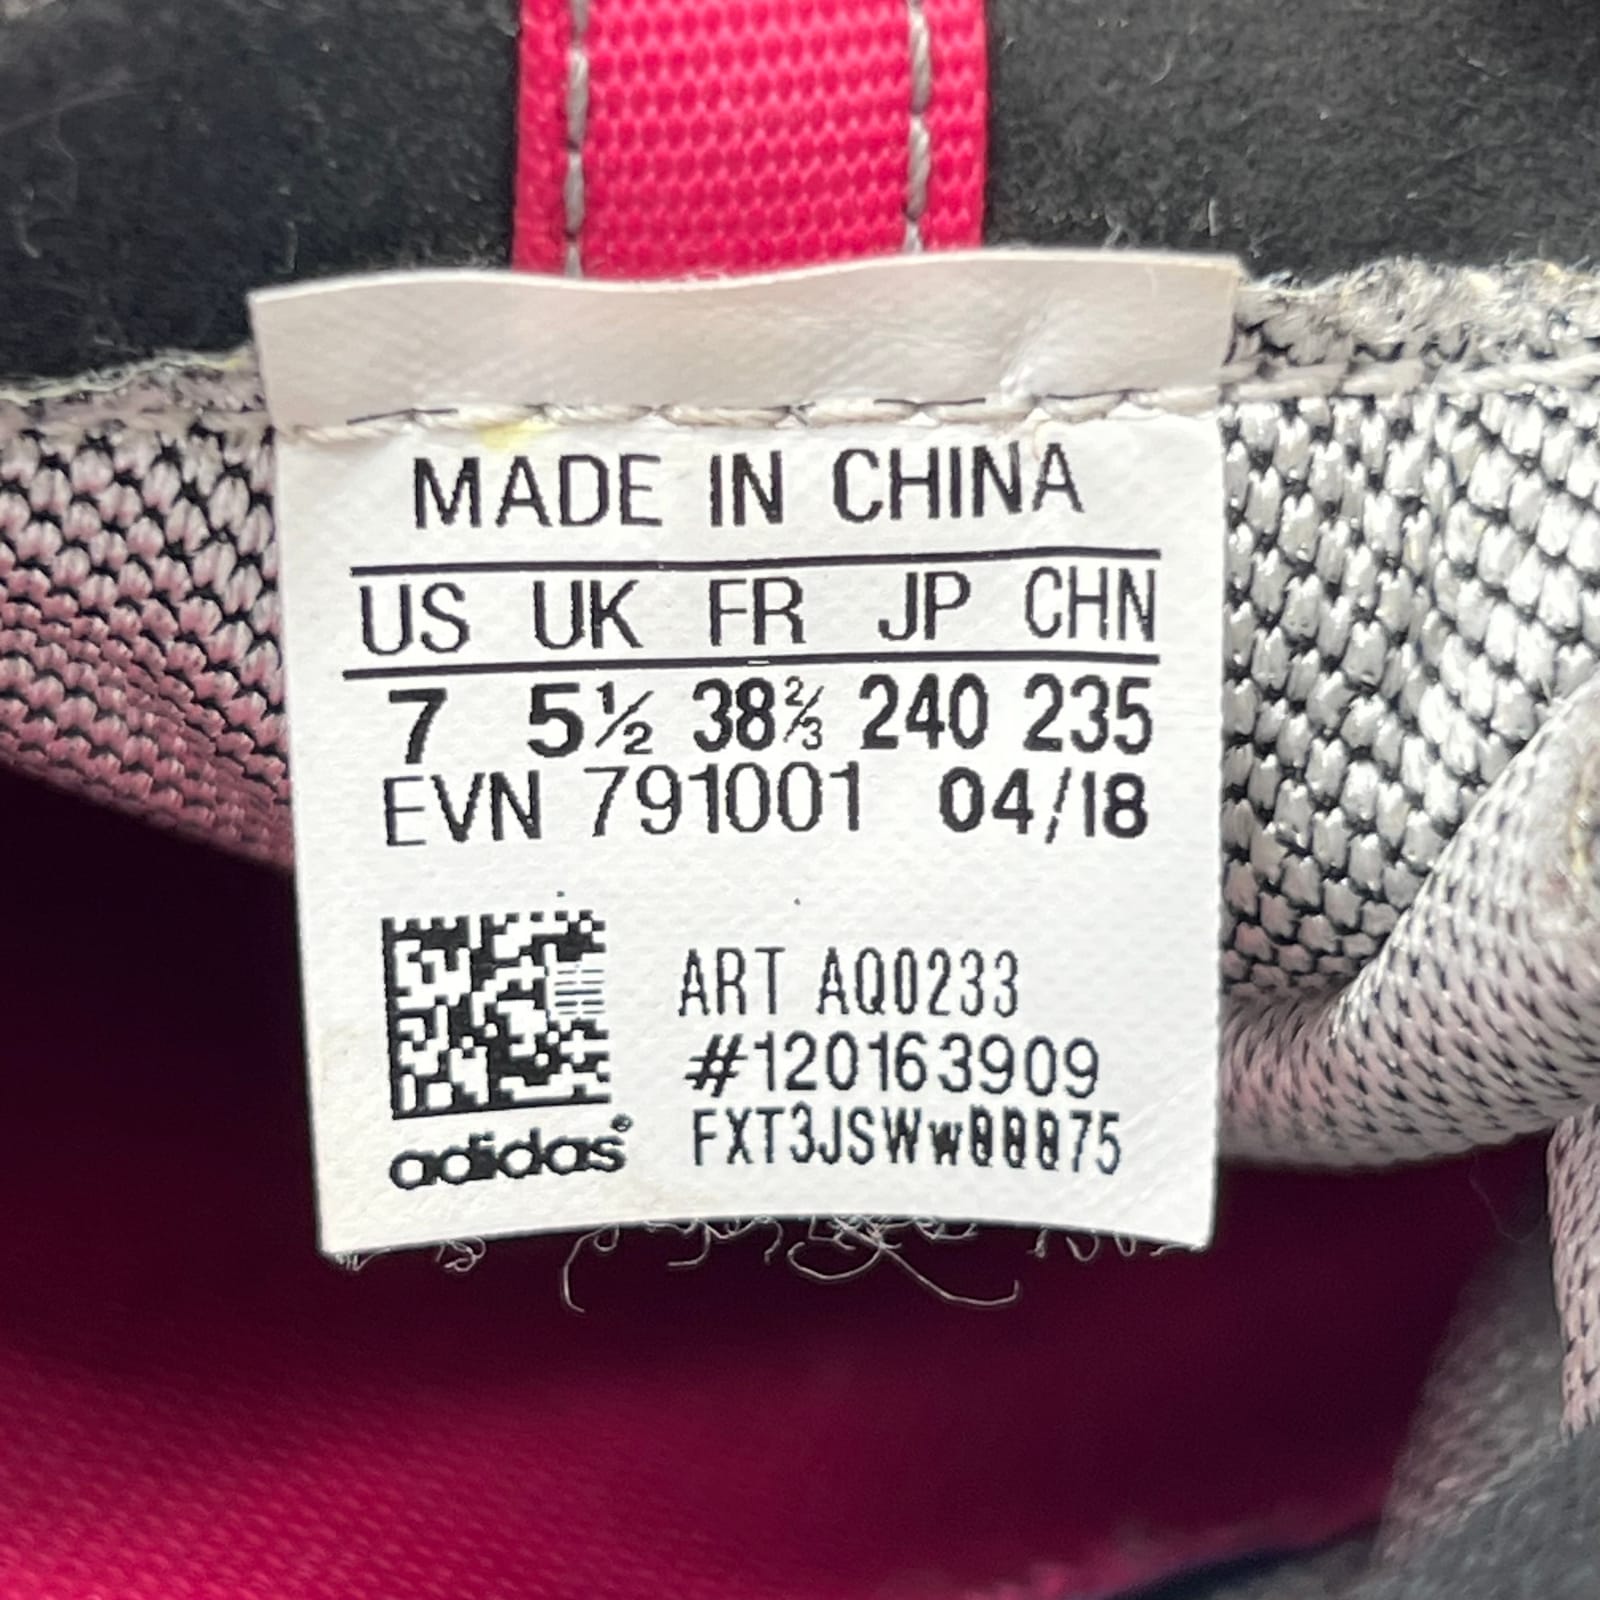 MADE IN CHINA
US UK FR JP CHN
7 5½ 38⅔ 240 235
EVN 791001 04/18
ART AQ0233
#120163909
FXT3JSWw00075
adidas®